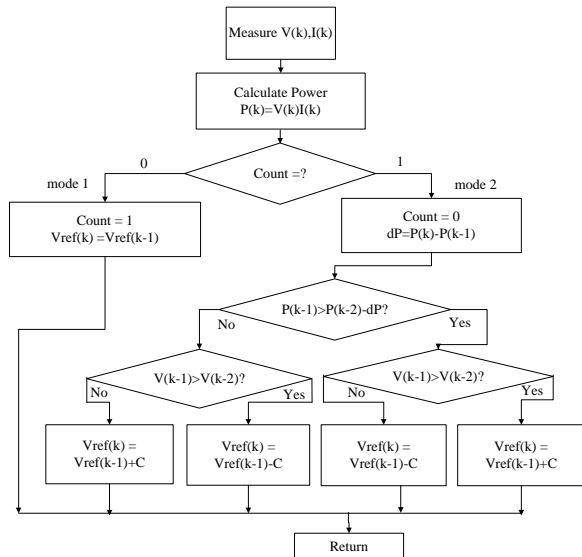 Measure V(k),I(k)
Calculate Power
P(k)=V(k)I(k)
0
1
Count =?
mode 1
mode 2
Count = 1
Vref(k) =Vref(k-1)
Count = 0
dP=P(k)-P(k-1)
P(k-1)>P(k-2)-dP?
No
Yes
V(k-1)>V(k-2)?
V(k-1)>V(k-2)?
No
Yes
No
Yes
Vref(k) =
Vref(k-1)+C
Vref(k) =
Vref(k-1)-C
Vref(k) =
Vref(k-1)-C
Vref(k) =
Vref(k-1)+C
Return